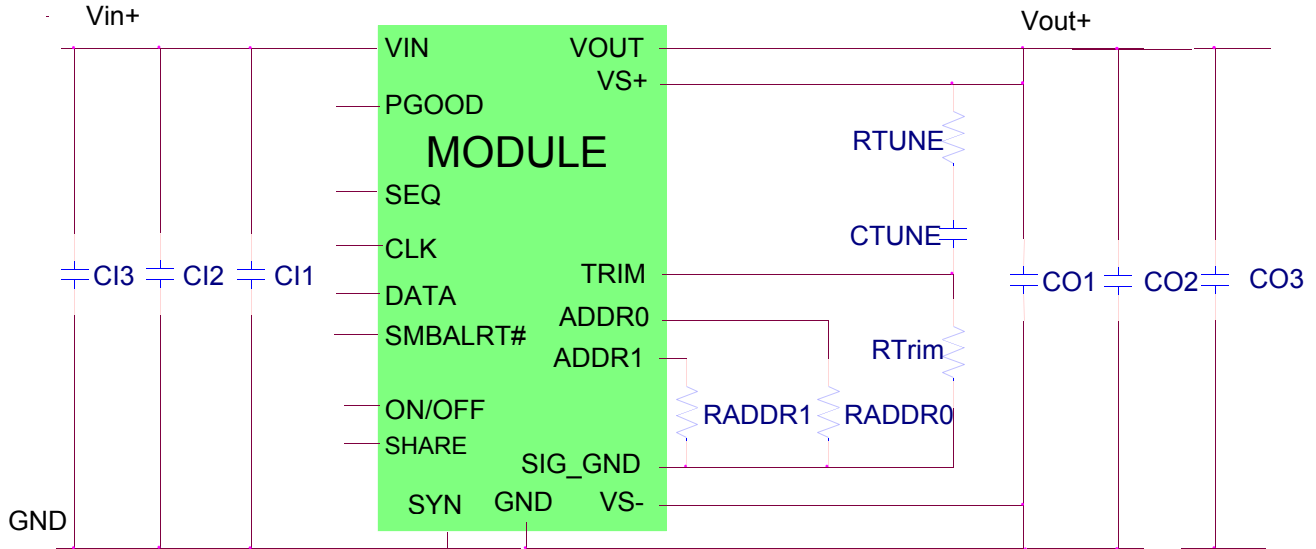 Vin+
Vout+
VIN
VOUT
VS+
PGOOD
MODULE
RTUNE
SEQ
CTUNE
CLK
TRIM
CI3
CI2
CI1
CO1
CO2
CO3
DATA
ADDR0
SMBALRT#
ADDR1
RTrim
ON/OFF
RADDR1
RADDR0
SHARE
SIG_GND
SYN
GND
VS-
GND